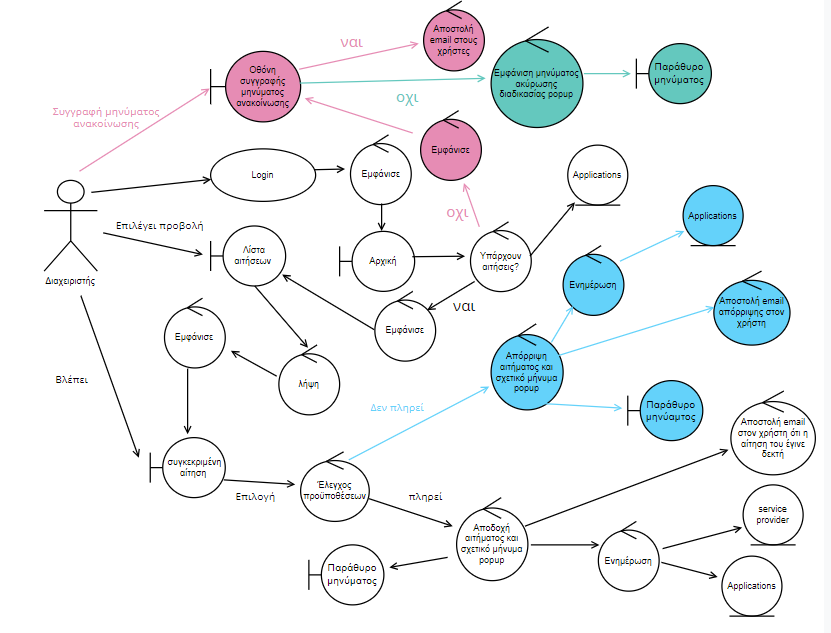 ναι
Αποστολή
email στους
χρήστες
Οθόνη
συγγραφής
μηνύματος
ανακοίνωσης
Εμφάνιση μηνύματος
ακύρωσης
διαδικασίας popup
Παράθυρο
μηνύματος
οχι
Συγγραφή μηνύματος
ανακοίνωσης
Εμφάνισε
Login
Εμφάνισε
Applications
οχι
Applications
Επιλέγει προβολή
Λίστα
αιτήσεων
Αρχική
Υπάρχουν
αιτήσεις?
Διαχειριστής
Ενημέρωση
ναι
Αποστολή email
απόρριψης στον
χρήστη
Εμφάνισε
Εμφάνισε
Απόρριψη
αιτήματος και
σχετικό μήνυμα
popup
Βλέπει
λήψη
Δεν πληρεί
Παράθυρο
μηνύαμτος
Αποστολή email
στον χρήστη ότι η
αίτηση του έγινε
δεκτή
συγκεκριμένη
αίτηση
Έλεγχος
προϋποθέσεων
Επιλογή
πληρεί
service
provider
Αποδοχή
αιτήματος και
σχετικό μήνυμα
popup
Ενημέρωση
Παράθυρο
μηνύματος
Applications